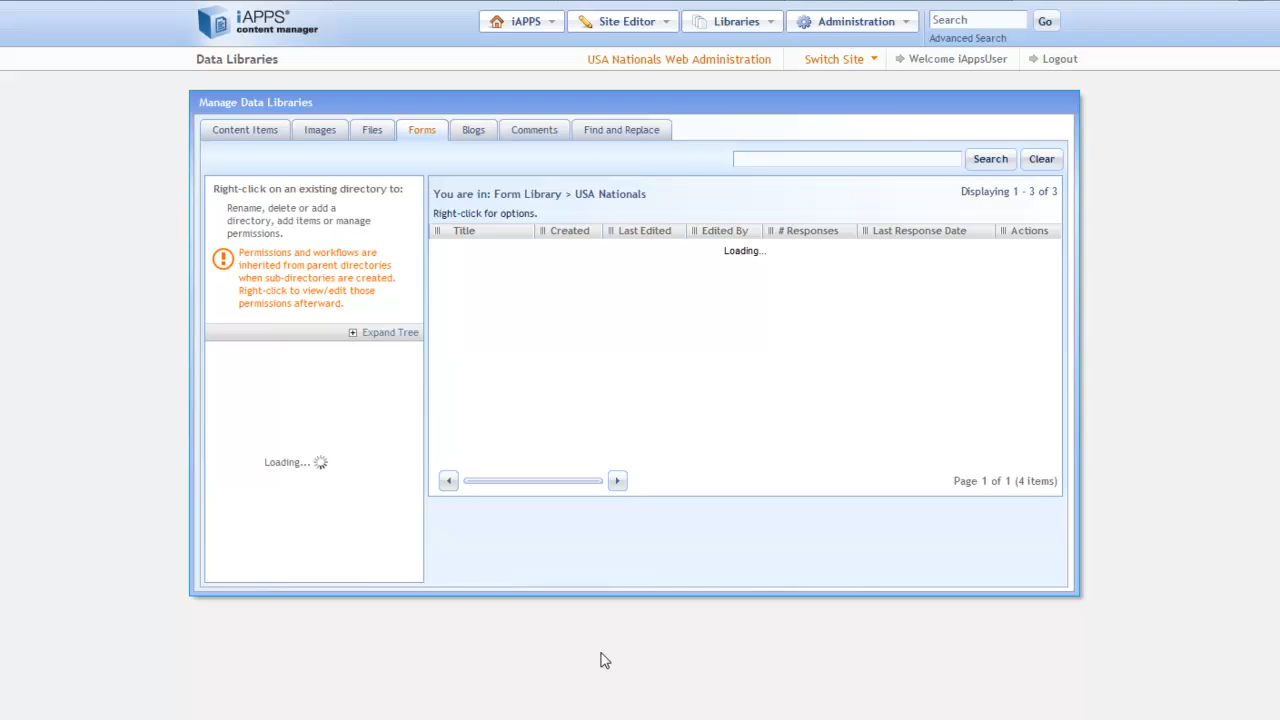 iAPPS®
content manager
iAPPS
Site Editor
Libraries
Administration
Search
Go
Advanced Search
Data Libraries
USA Nationals Web Administration
Switch Site
Welcome iAppsUser
Logout
Manage Data Libraries
Content Items
Images
Files
Forms
Blogs
Comments
Find and Replace
Search
Clear
Right-click on an existing directory to:
Rename, delete or add a
directory, add items or manage
permissions.
Permissions and workflows are
inherited from parent directories
when sub-directories are created.
Right-click to view/edit those
permissions afterward.
Expand Tree
Loading...
You are in: Form Library > USA Nationals
Displaying 1 - 3 of 3
Right-click for options.
Title
Created
Last Edited
Edited By
# Responses
Last Response Date
Actions
Loading...
Page 1 of 1 (4 items)